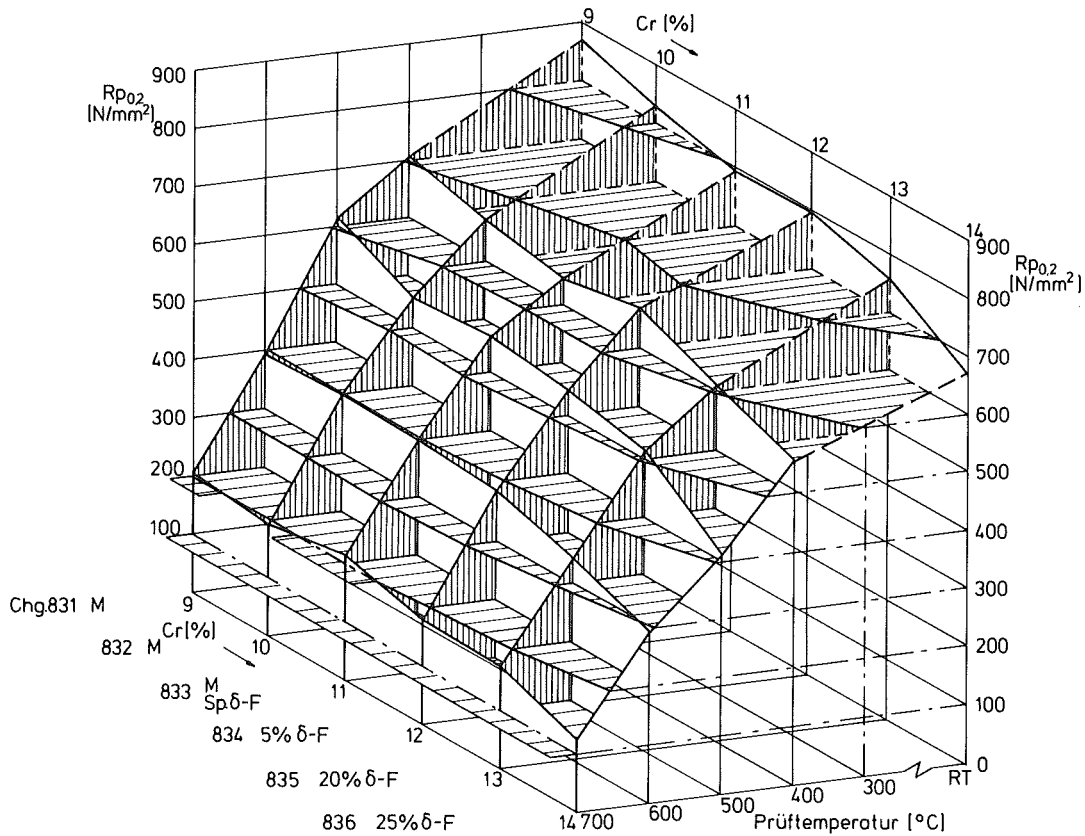 9
Cr (%)
10
11
12
13
14
Rp0,2
(N/mm²)
900
800
700
600
500
400
300
200
100
900
Rp0,2
(N/mm²)
800
700
600
500
400
300
200
100
0
Chg.831 M
9
Cr(%)
832 M
10
833 M
Sp.δ-F
11
834 5% δ-F
12
835 20% δ-F
13
836 25% δ-F
14
700
600
500
400
300
RT
Prüftemperatur (°C)